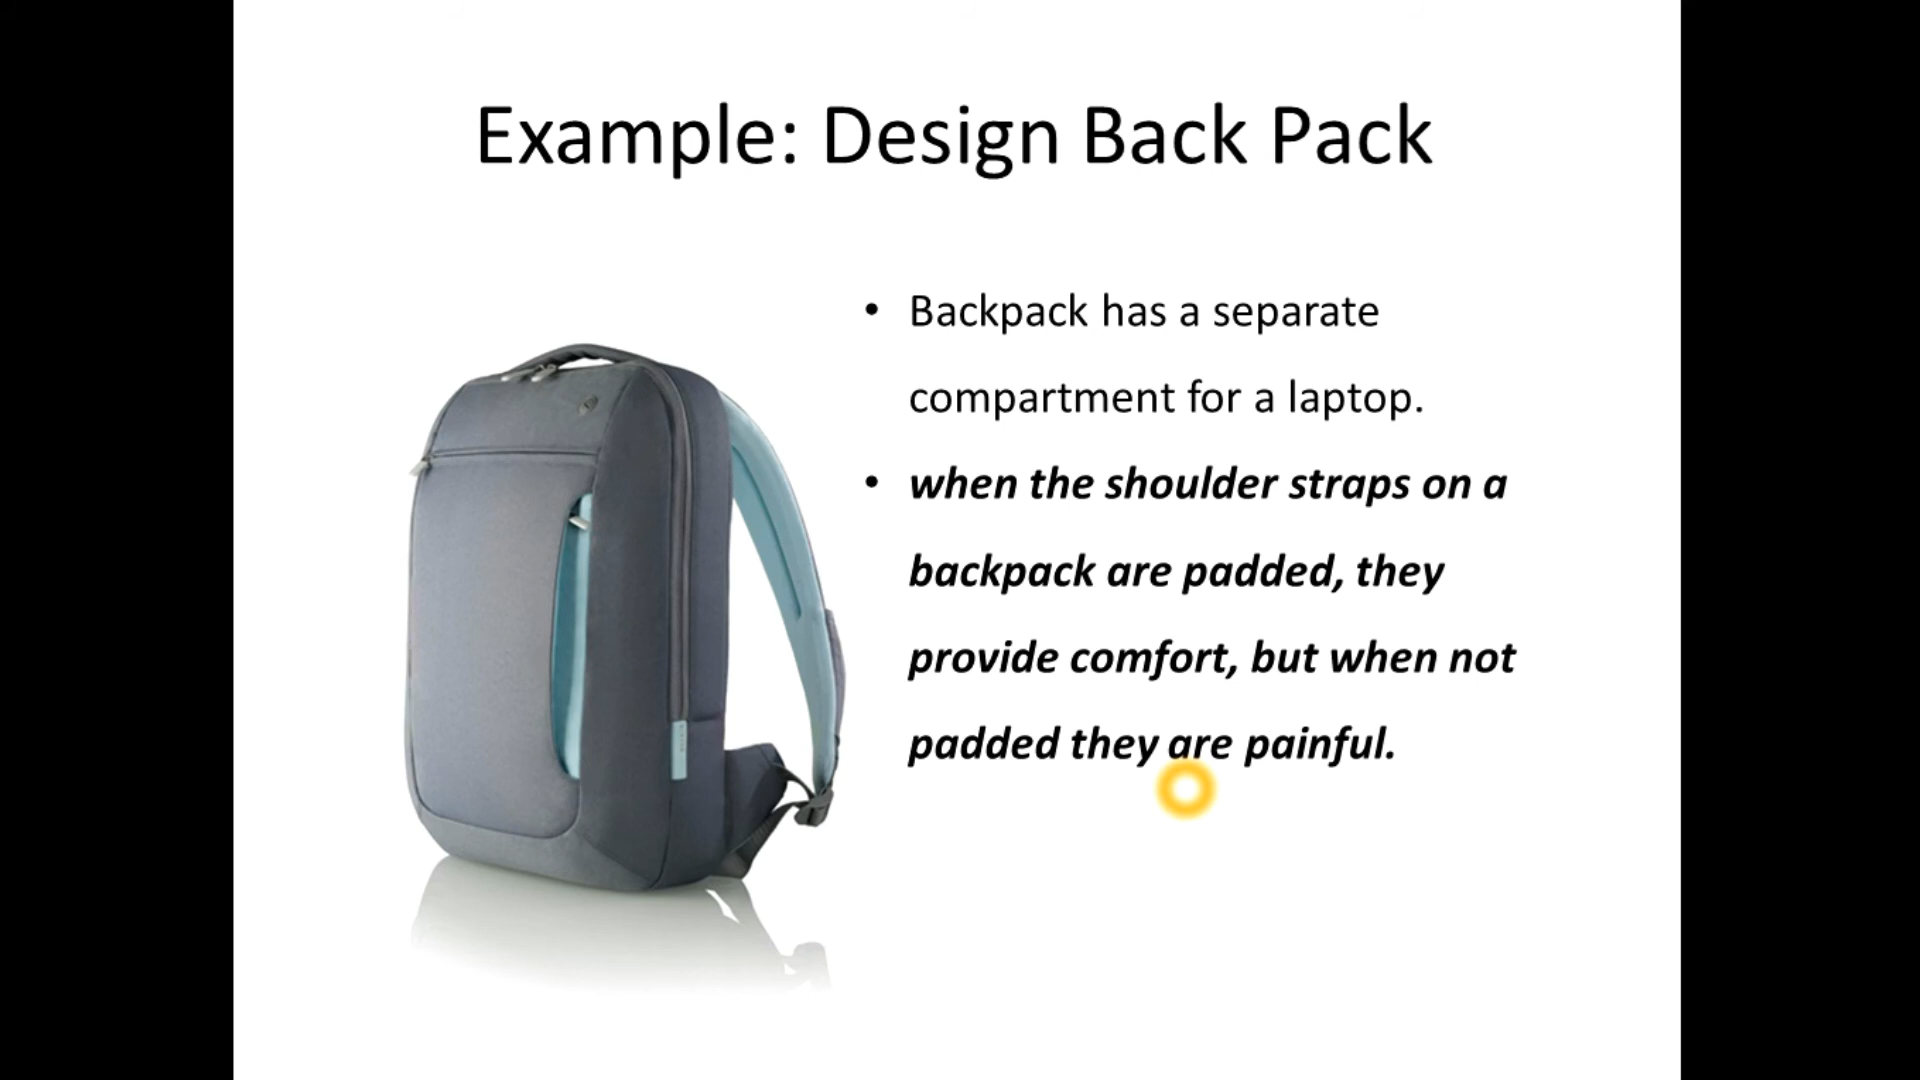 Example: Design Back Pack
• Backpack has a separate
compartment for a laptop.
• when the shoulder straps on a
backpack are padded, they
provide comfort, but when not
padded they are painful.